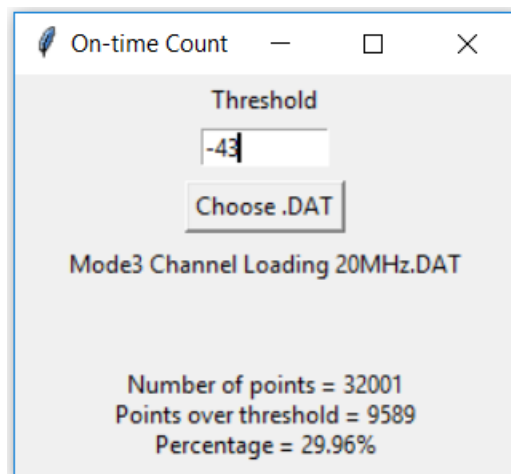 On-time Count
Threshold
-43
Choose .DAT
Mode3 Channel Loading 20MHz.DAT
Number of points = 32001
Points over threshold = 9589
Percentage = 29.96%